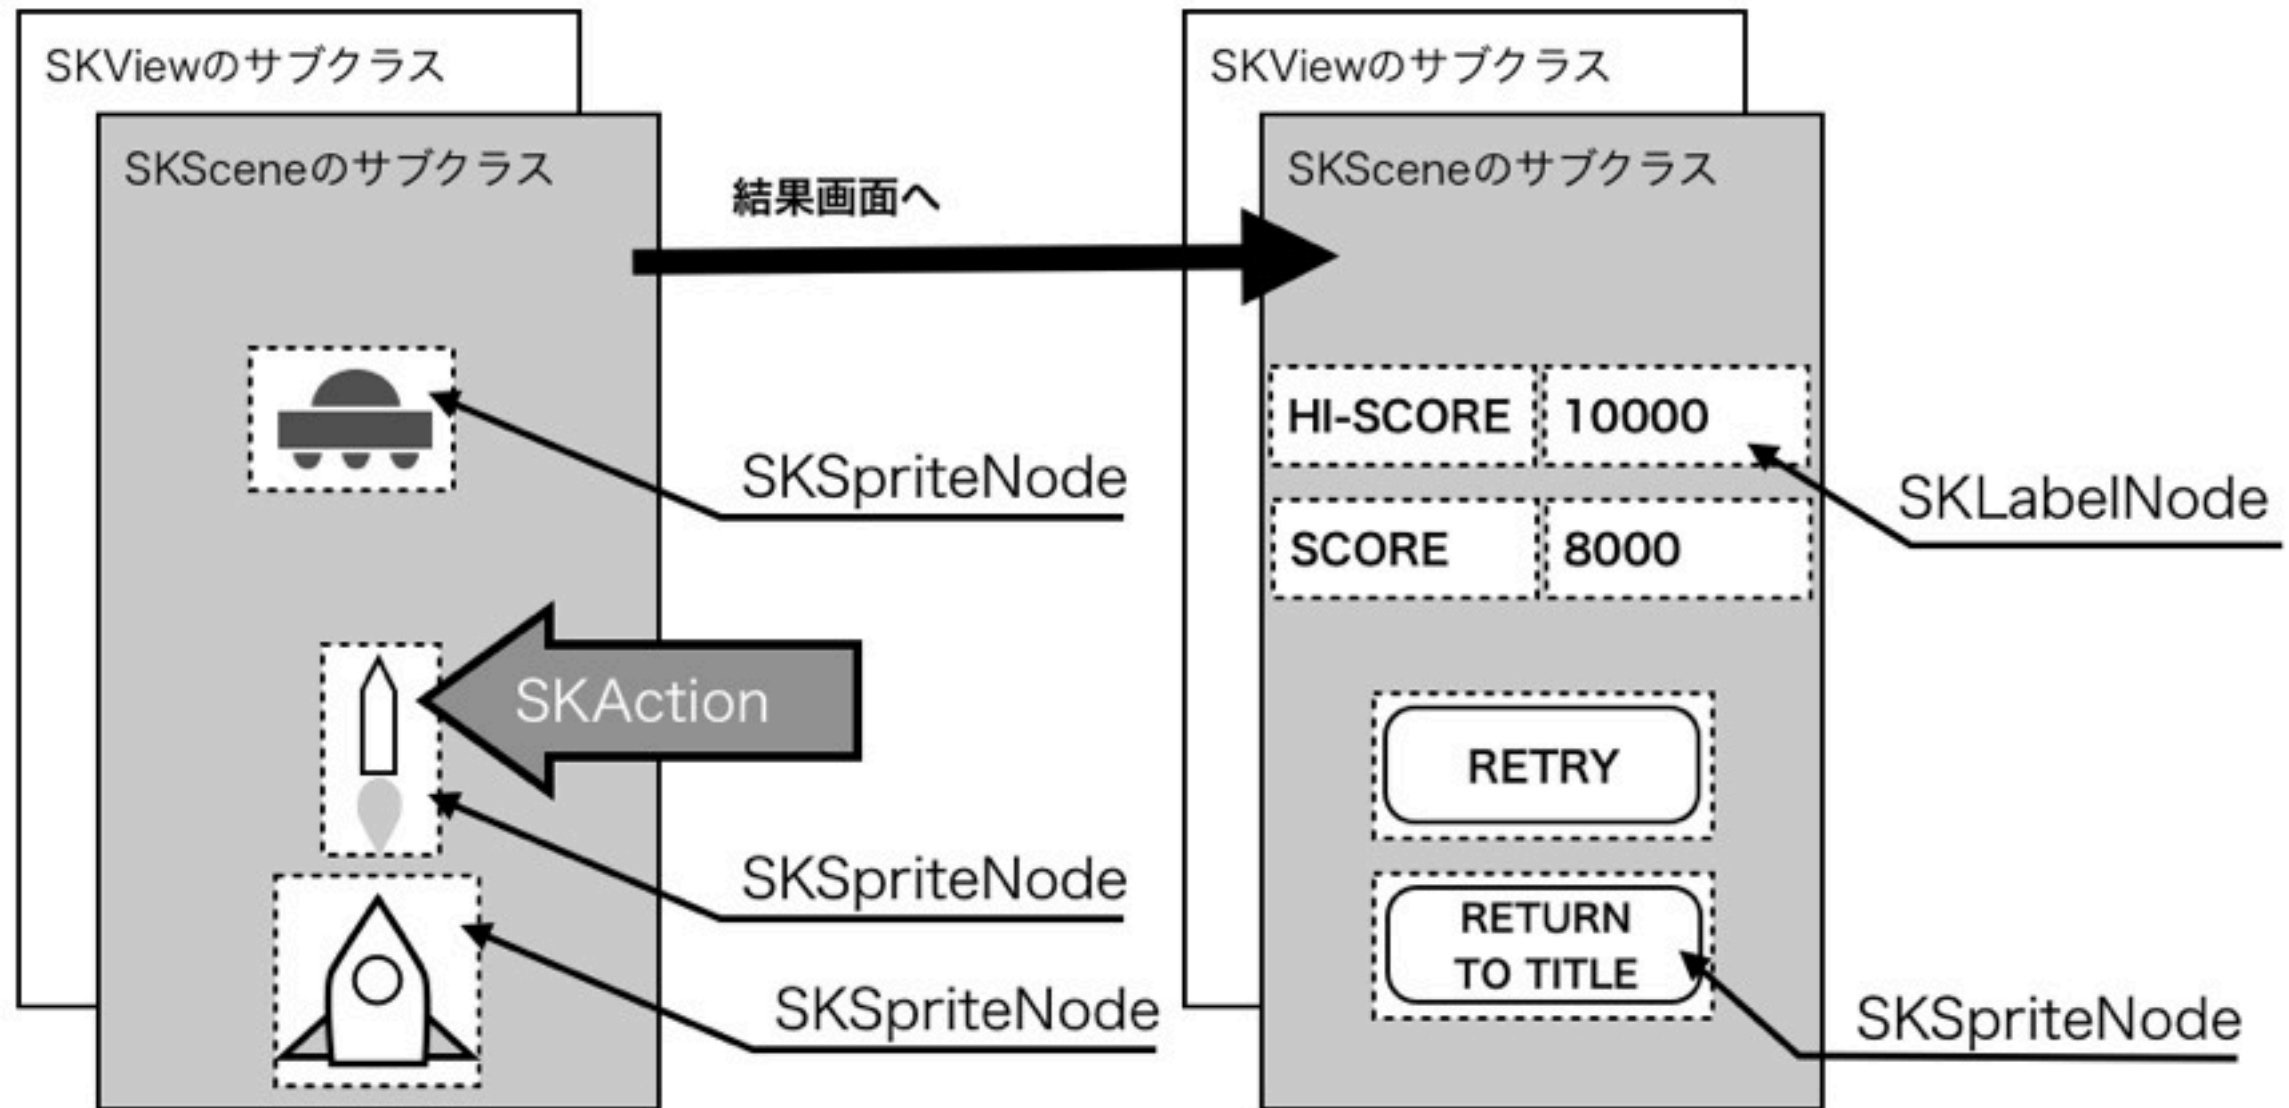 SKViewのサブクラス
SKSceneのサブクラス
結果画面へ
SKSpriteNode
SKAction
SKSpriteNode
SKSpriteNode
SKViewのサブクラス
SKSceneのサブクラス
HI-SCORE 10000
SKLabelNode
SCORE 8000
RETRY
RETURN
TO TITLE
SKSpriteNode